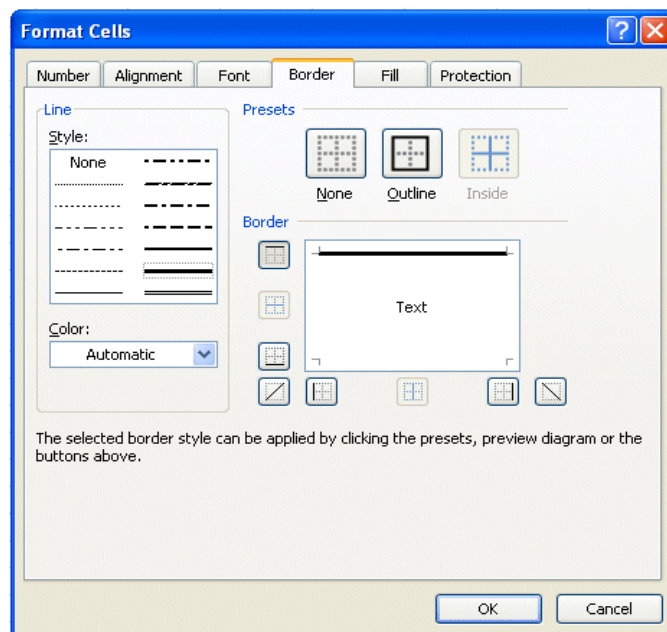 Format Cells
Number Alignment Font Border Fill Protection
Line
Style:
None
Color:
Automatic
Presets
None Outline Inside
Border
Text
The selected border style can be applied by clicking the presets, preview diagram or the
buttons above.
OK Cancel